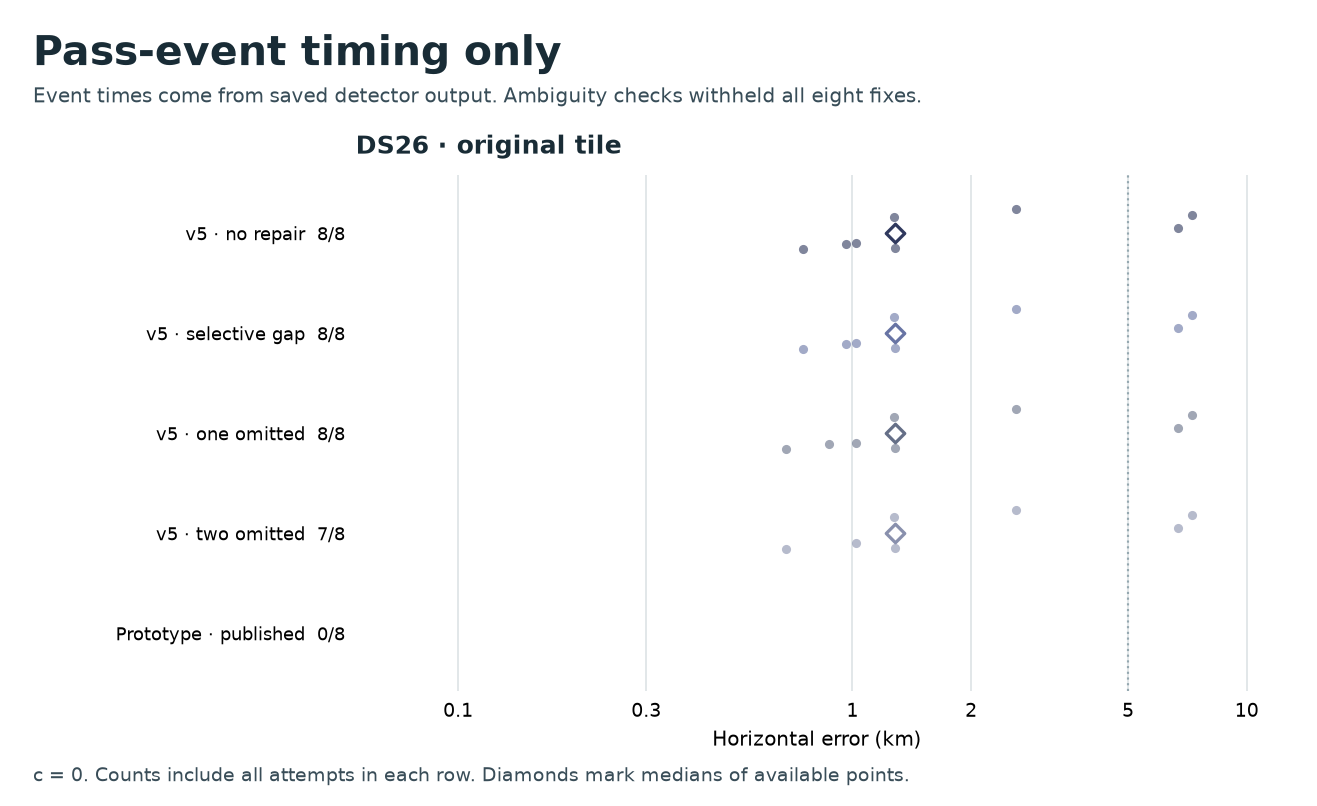 Pass-event timing only
Event times come from saved detector output. Ambiguity checks withheld all eight fixes.
DS26 · original tile
v5 · no repair 8/8
v5 · selective gap 8/8
v5 · one omitted 8/8
v5 · two omitted 7/8
Prototype · published 0/8
0.1 0.3 1 2 5 10
Horizontal error (km)
c = 0. Counts include all attempts in each row. Diamonds mark medians of available points.